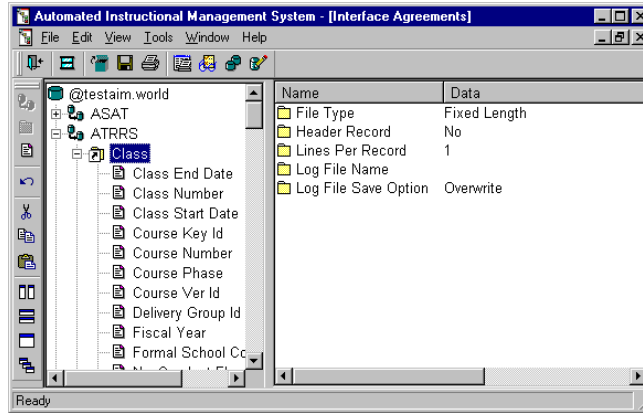 Automated Instructional Management System - [Interface Agreements]
File Edit View Tools Window Help
@testaim.world
ASAT
ATRRS
Class
Class End Date
Class Number
Class Start Date
Course Key Id
Course Number
Course Phase
Course Ver Id
Delivery Group Id
Fiscal Year
Formal School Co
Name Data
File Type Fixed Length
Header Record No
Lines Per Record 1
Log File Name
Log File Save Option Overwrite
Ready